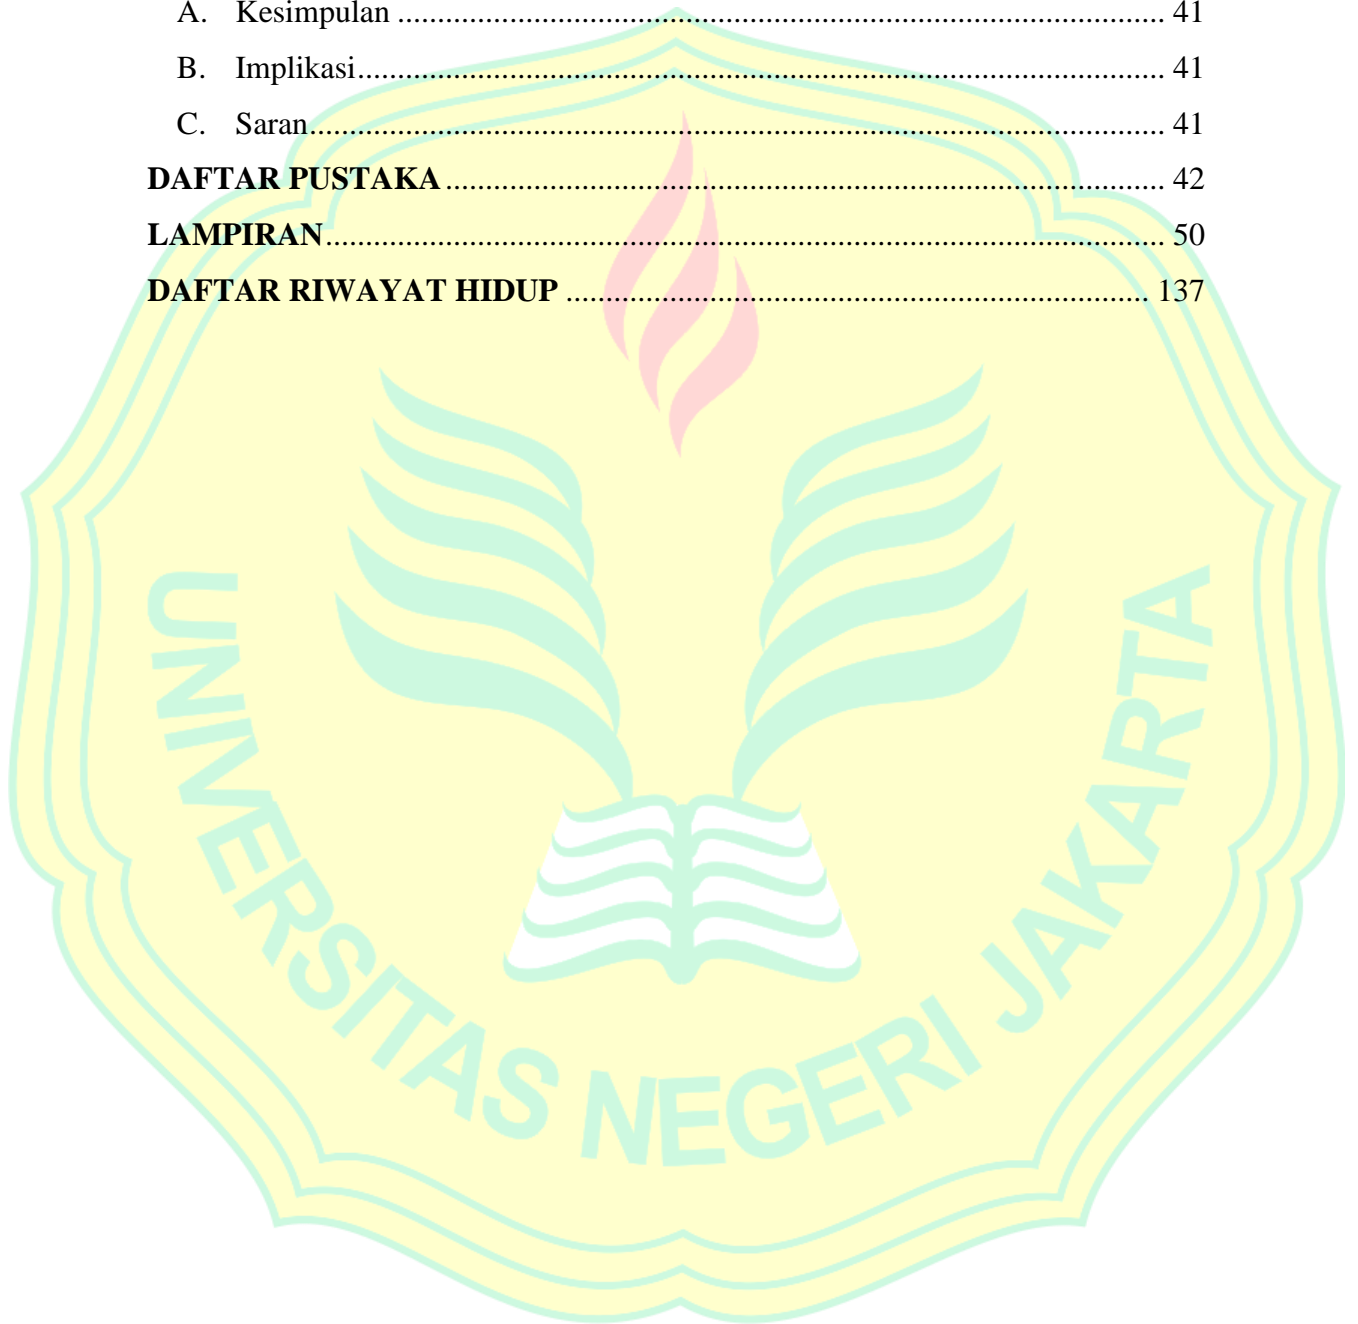 A. Kesimpulan ................................................................................................ 41
B. Implikasi..................................................................................................... 41
C. Saran........................................................................................................... 41
DAFTAR PUSTAKA .......................................................................................... 42
LAMPIRAN......................................................................................................... 50
DAFTAR RIWAYAT HIDUP ......................................................................... 137
UNIVERSITAS NEGERI JAKARTA